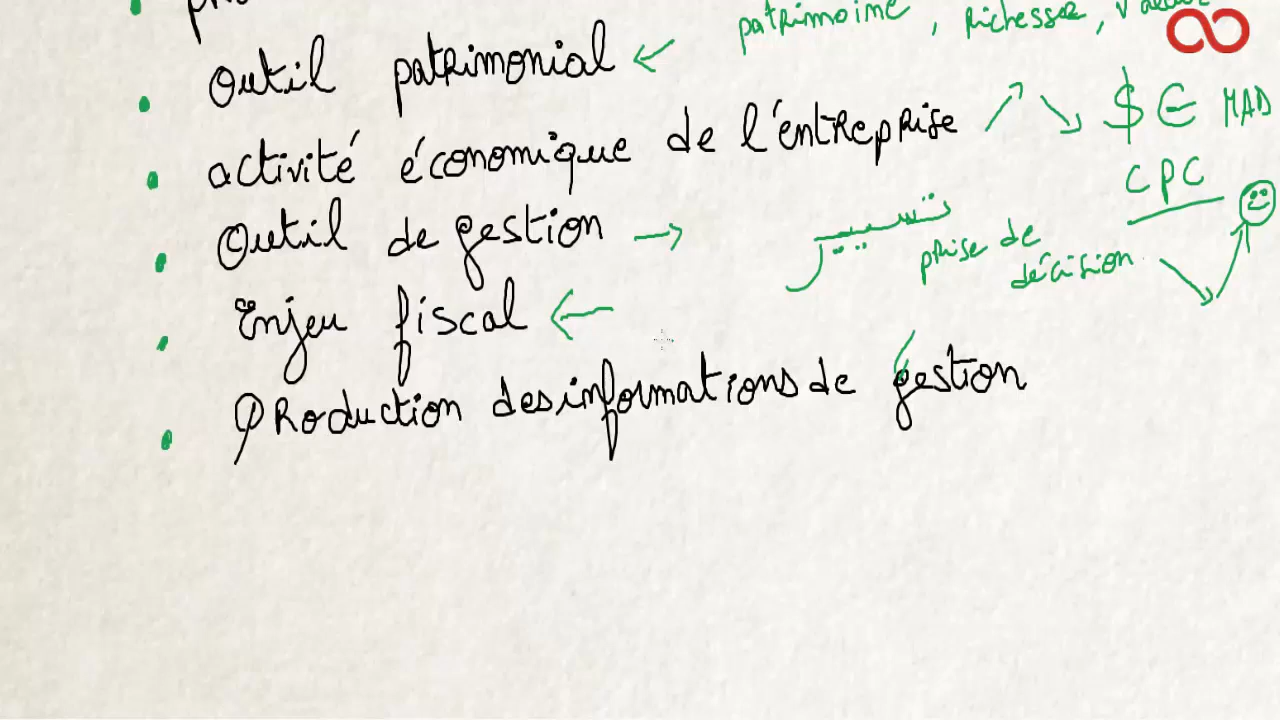 patrimoine, Richesse,
Outil patrimonial
activité économique de l'entreprise $ € MAD
CPC
Outil de gestion تسيير prise de
décision
Enjeu fiscal
Production des informations de gestion